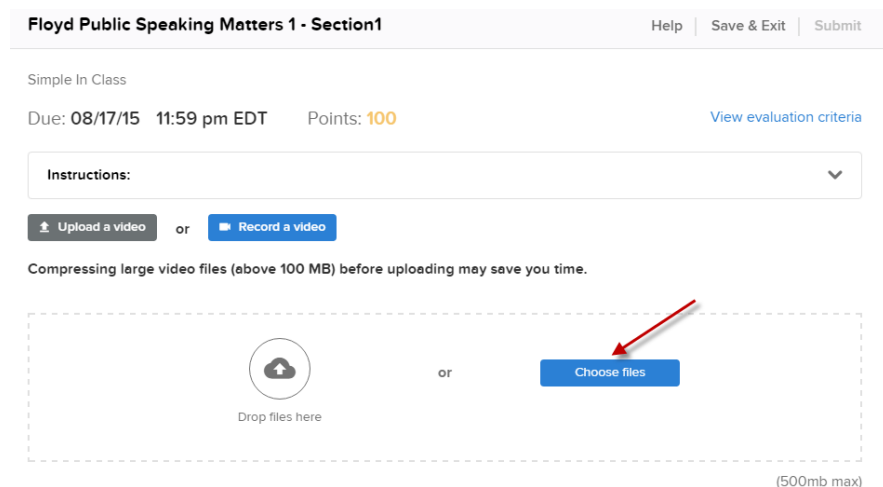 Floyd Public Speaking Matters 1 - Section1
Help | Save & Exit | Submit
Simple In Class
Due: 08/17/15 11:59 pm EDT Points: 100
View evaluation criteria
Instructions:
Upload a video or Record a video
Compressing large video files (above 100 MB) before uploading may save you time.
or Choose files
Drop files here
(500mb max)